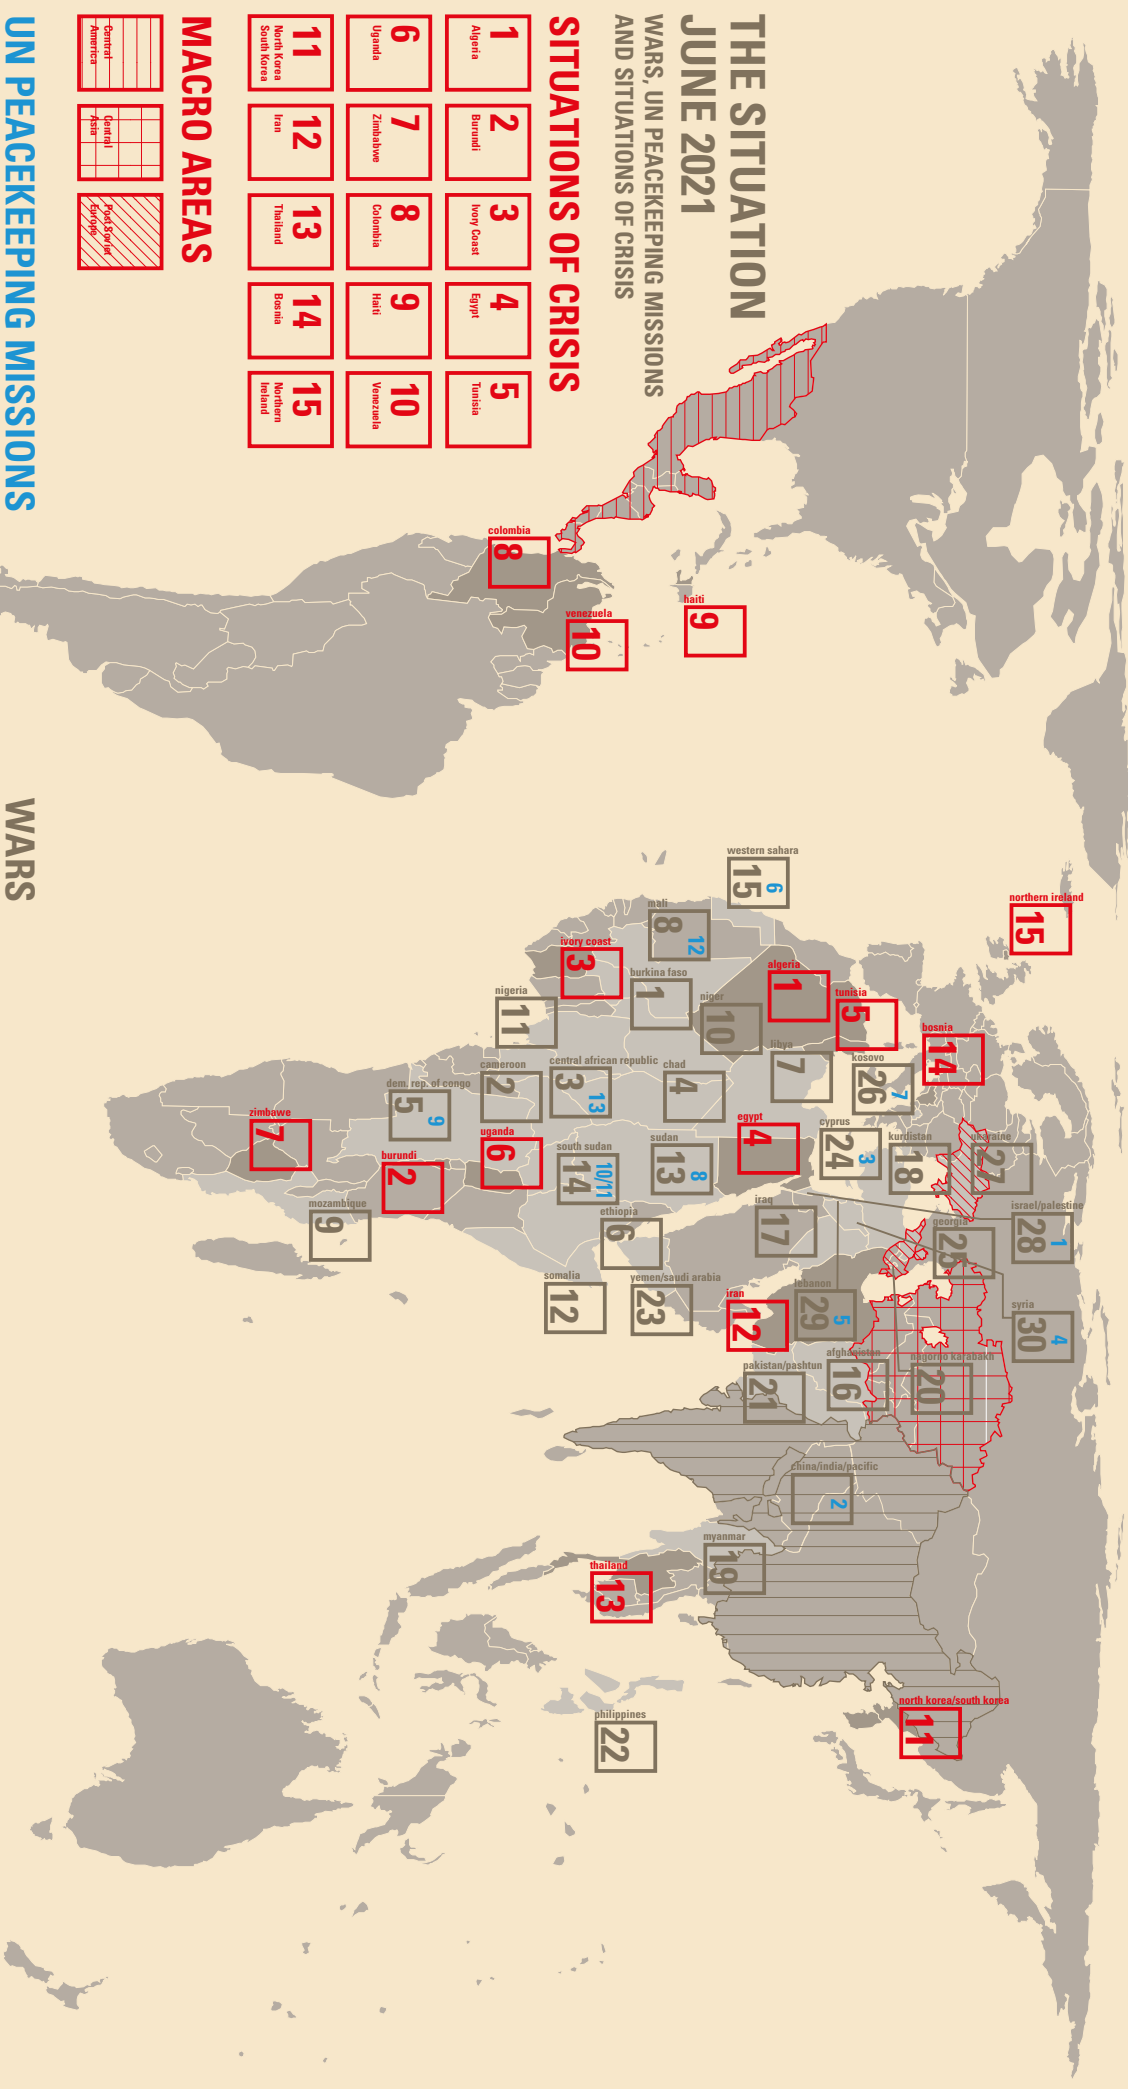 THE SITUATION
JUNE 2021
WARS, UN PEACEKEEPING MISSIONS
AND SITUATIONS OF CRISIS
SITUATIONS OF CRISIS
1
Algeria
2
Burundi
3
Ivory Coast
4
Egypt
5
Tunisia
6
Uganda
7
Zimbabwe
8
Colombia
9
Haiti
10
Venezuela
11
North Korea
South Korea
12
Iran
13
Thailand
14
Bosnia
15
Northern
Ireland
MACRO AREAS
Central
America
Central
Asia
Post Soviet
Europe
UN PEACEKEEPING MISSIONS
WARS
colombia
8
venezuela
10
haiti
9
western sahara
15 6
northern ireland
15
mali
8 12
ivory coast
3
burkina faso
1
algeria
1
tunisia
5
nigeria
11
niger
10
bosnia
14
libya
7
kosovo
26 7
cameroon
2
central african republic
3 13
chad
4
dem. rep. of congo
5 9
zimbawe
7
uganda
6
egypt
4
cyprus
24 3
south sudan
14 10/11
sudan
13 8
kurdistan
18
ukraine
27
burundi
2
mozambique
9
ethiopia
6
iraq
17
georgia
25
israel/palestine
28 1
somalia
12
yemen/saudi arabia
23
iran
12
lebanon
29 5
syria
30 4
afghanistan
16
nagorno karabakh
20
pakistan/pashtun
21
china/india/pacific
2
myanmar
19
thailand
13
north korea/south korea
11
philippines
22